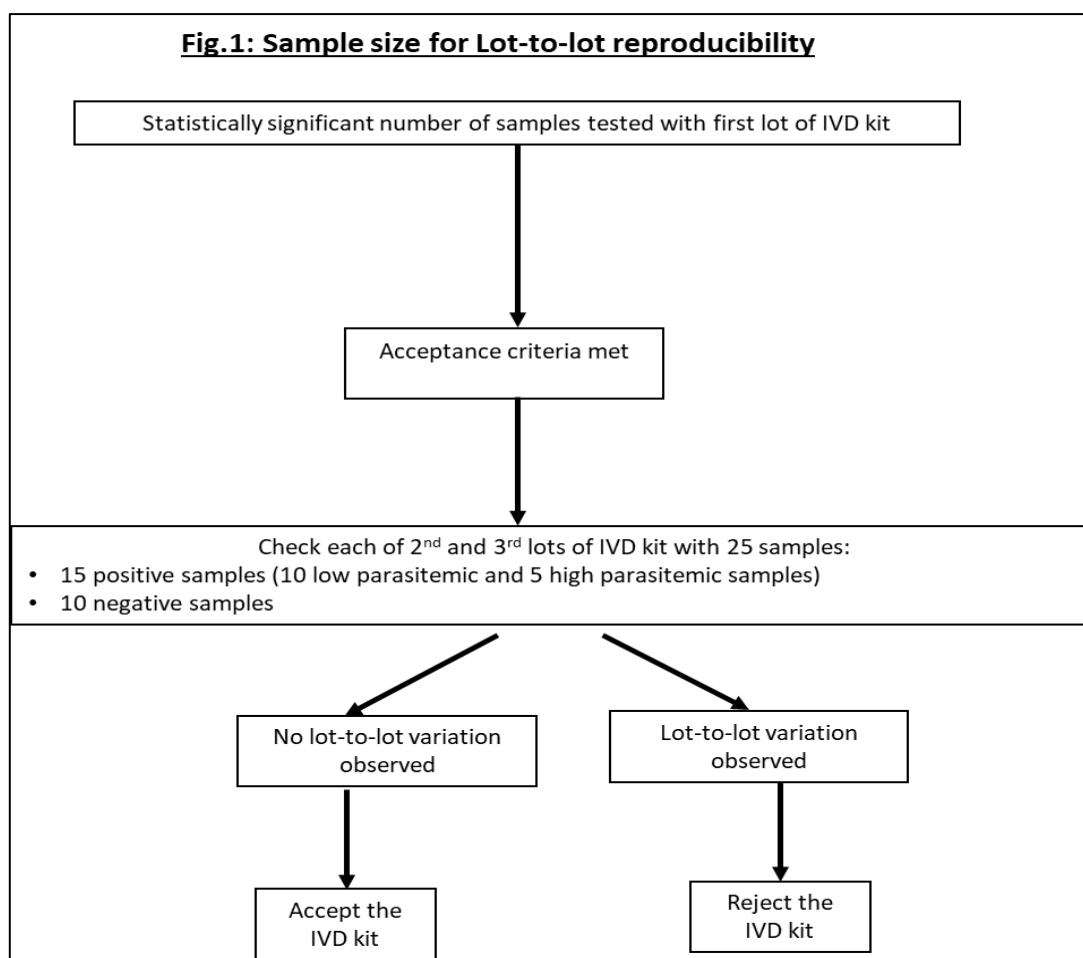 Fig.1: Sample size for Lot-to-lot reproducibility
Statistically significant number of samples tested with first lot of IVD kit
Acceptance criteria met
Check each of 2nd and 3rd lots of IVD kit with 25 samples:
• 15 positive samples (10 low parasitemic and 5 high parasitemic samples)
• 10 negative samples
No lot-to-lot variation
observed
Lot-to-lot variation
observed
Accept the
IVD kit
Reject the
IVD kit